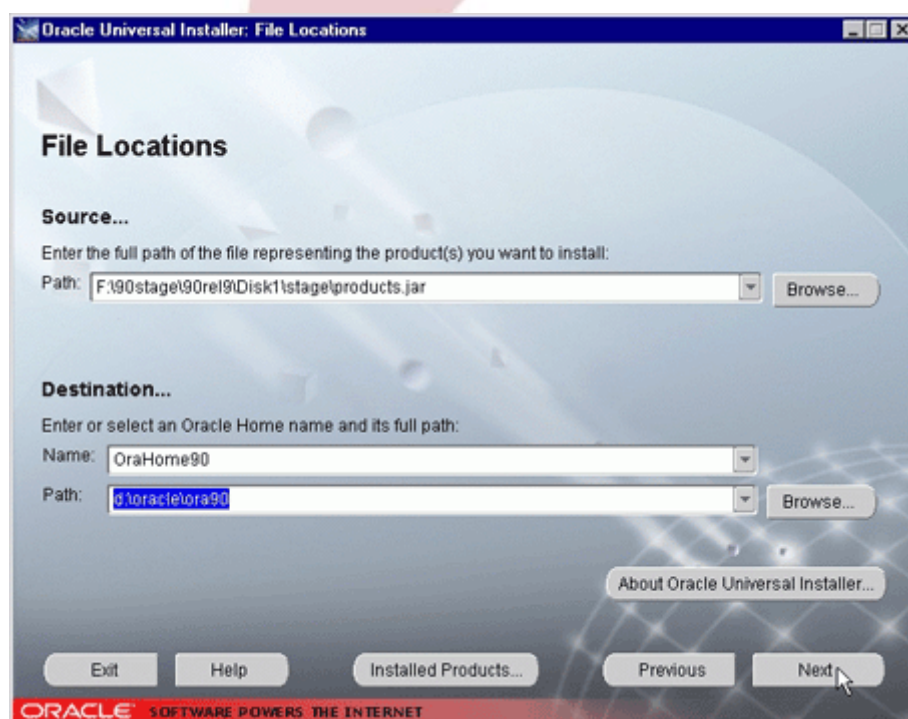 Oracle Universal Installer: File Locations
File Locations
Source...
Enter the full path of the file representing the product(s) you want to install:
Path: F:\90stage\90rel9\Disk1\stage\products.jar Browse...
Destination...
Enter or select an Oracle Home name and its full path:
Name: OraHome90
Path: d:\oracle\ora90 Browse...
About Oracle Universal Installer...
Exit Help Installed Products... Previous Next
ORACLE SOFTWARE POWERS THE INTERNET